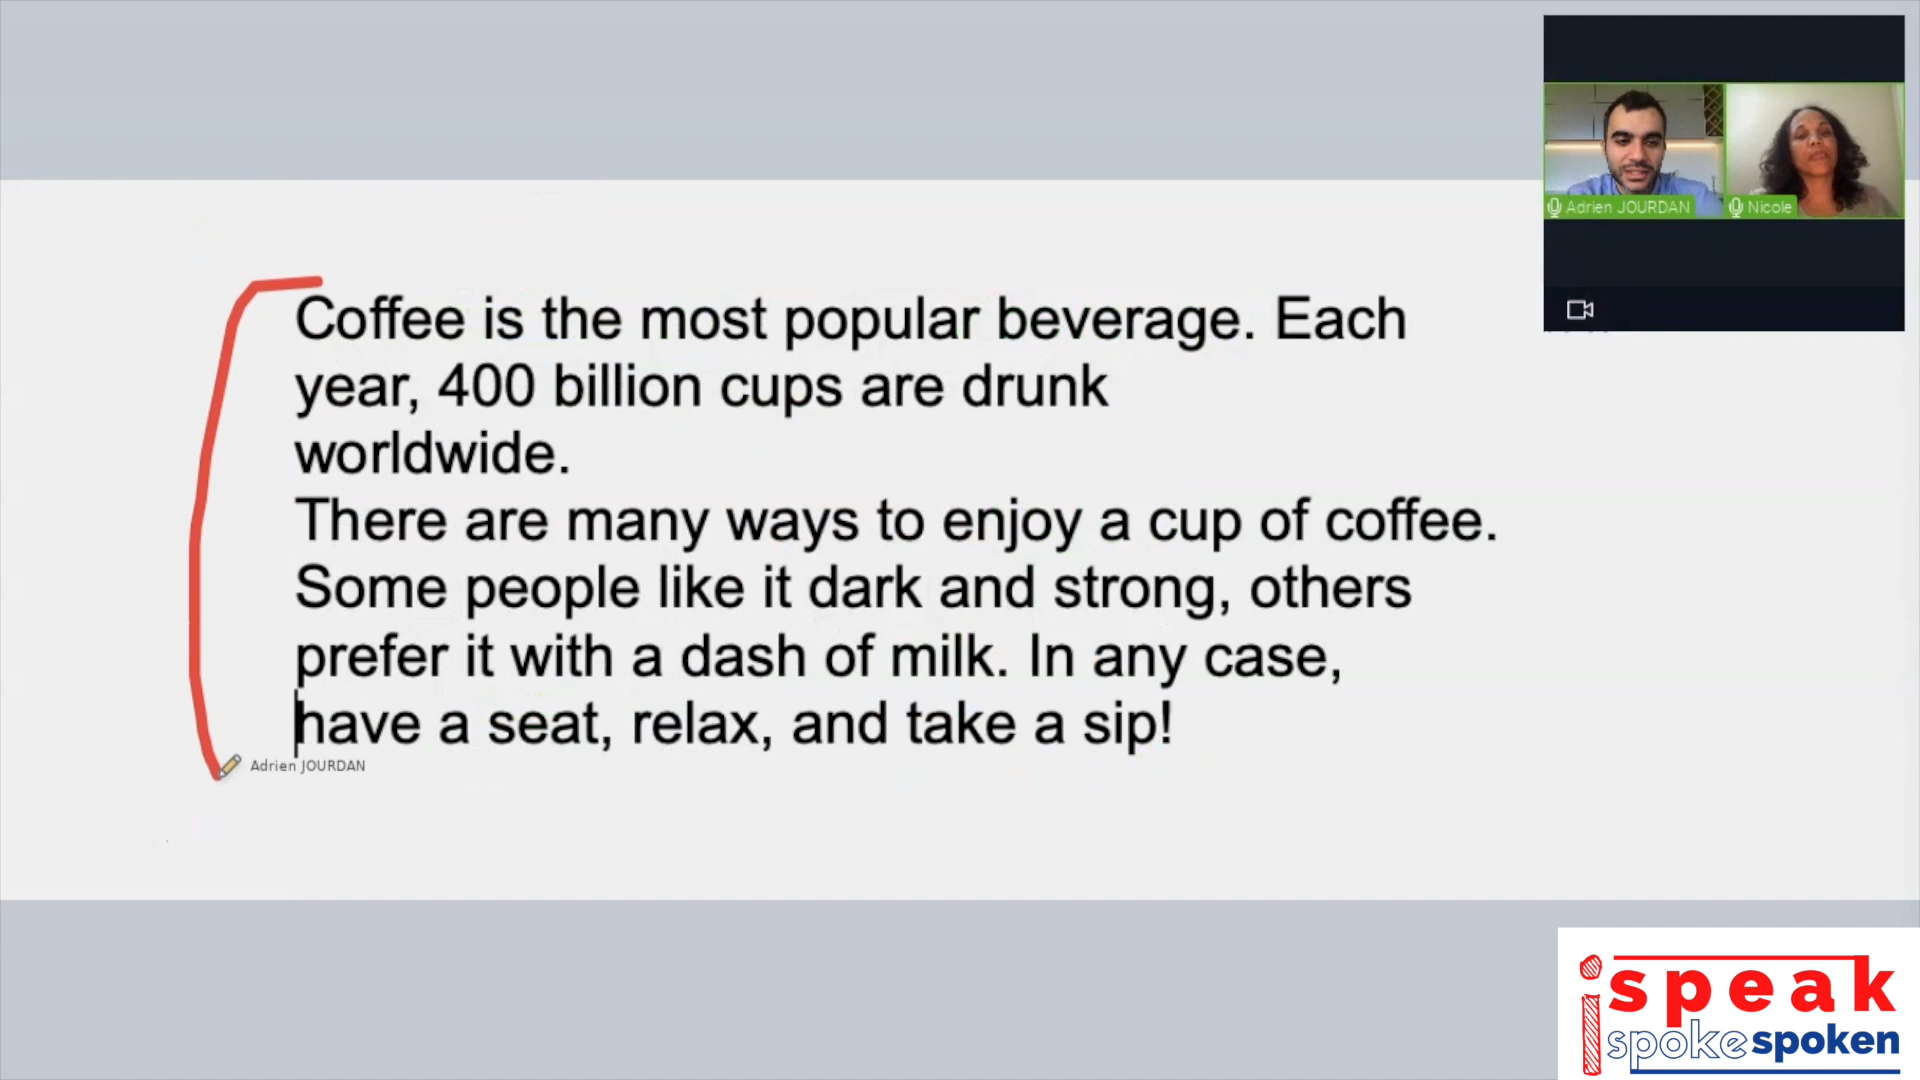 Adrien JOURDAN
Nicole
Coffee is the most popular beverage. Each
year, 400 billion cups are drunk
worldwide.
There are many ways to enjoy a cup of coffee.
Some people like it dark and strong, others
prefer it with a dash of milk. In any case,
have a seat, relax, and take a sip!
Adrien JOURDAN
ispeak
spokespoken